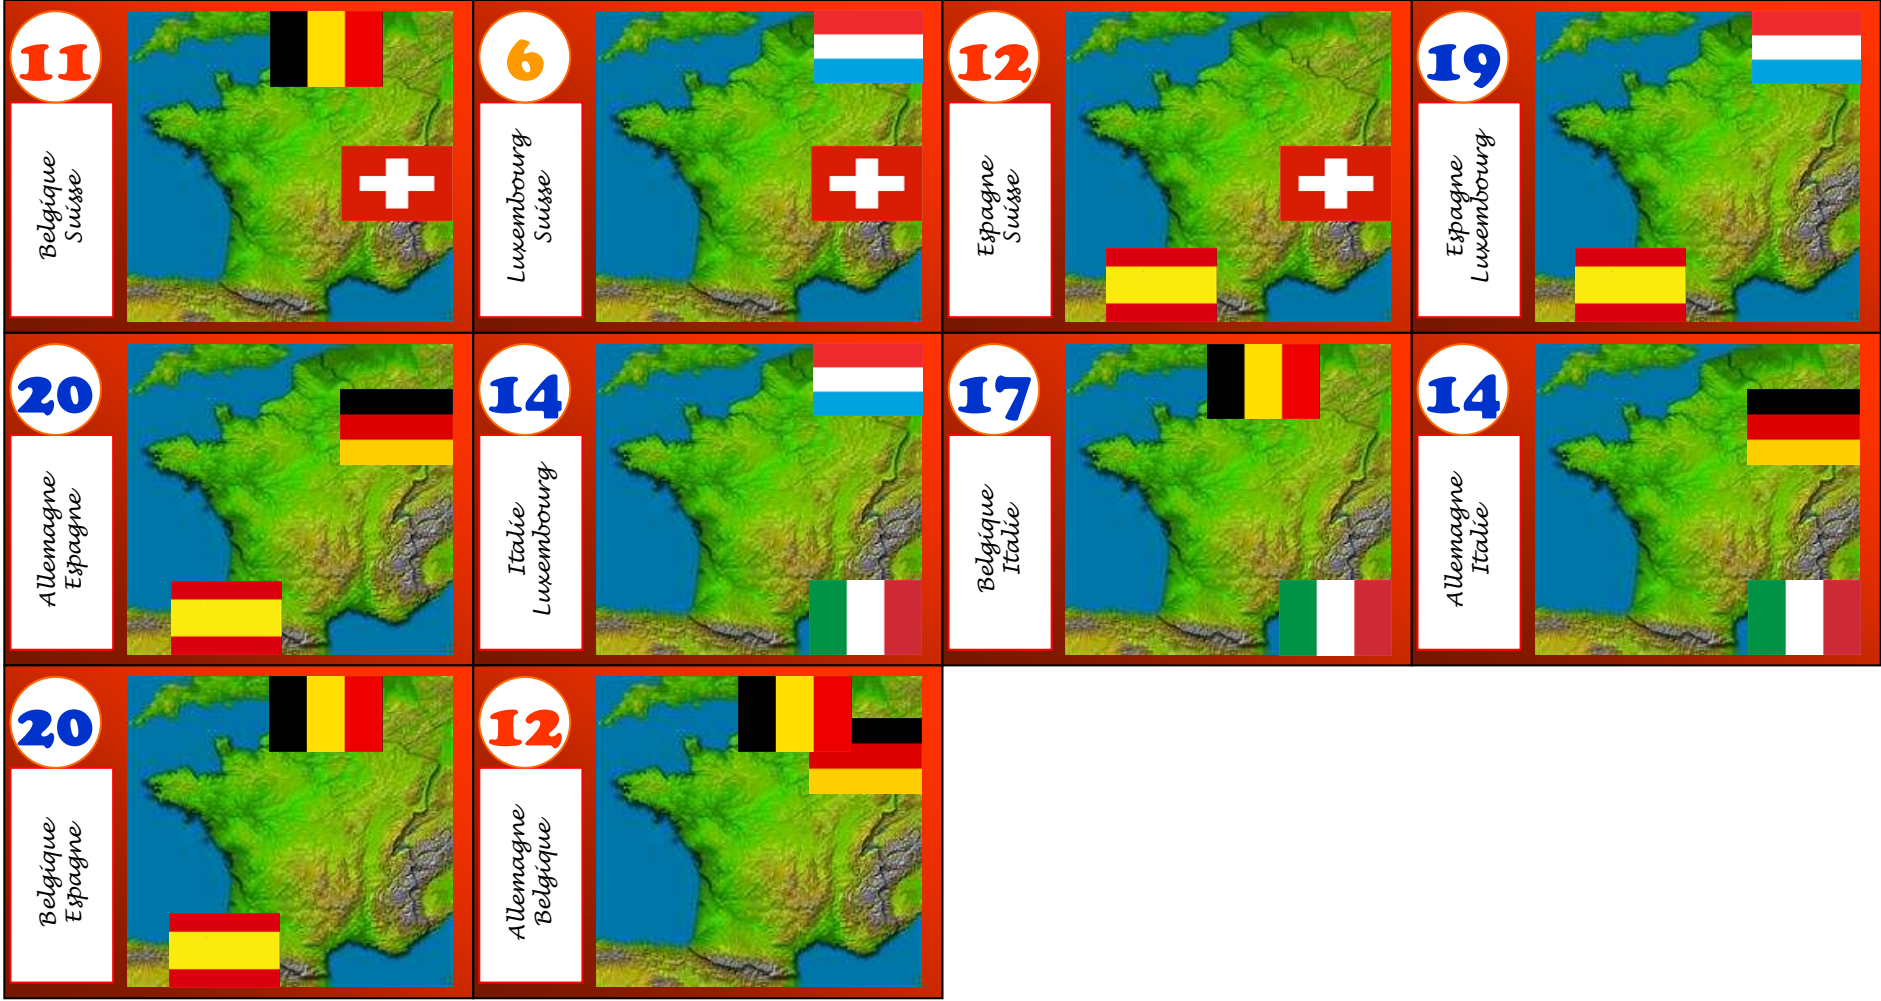 11
Belgique
Suisse
6
Luxembourg
Suisse
12
Espagne
Suisse
19
Espagne
Luxembourg
20
Allemagne
Espagne
14
Italie
Luxembourg
17
Belgique
Italie
14
Allemagne
Italie
20
Belgique
Espagne
12
Allemagne
Belgique